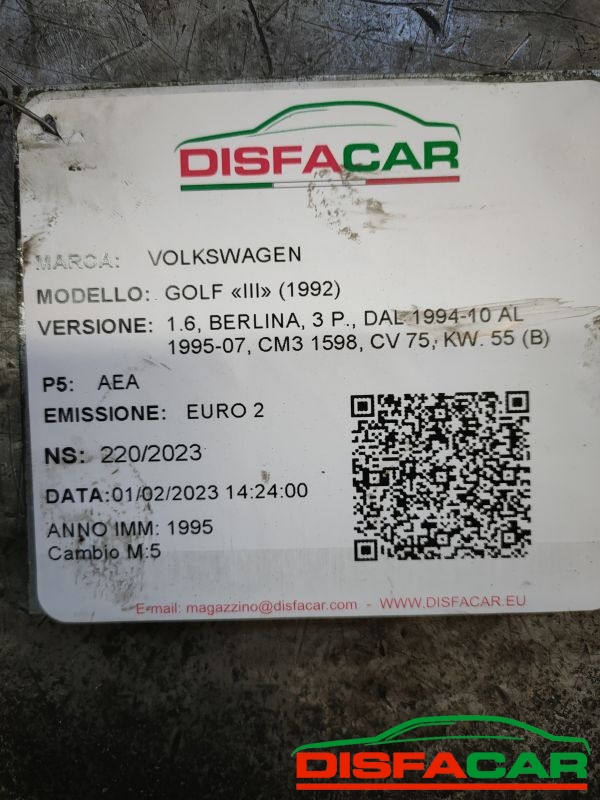 DISFACAR
MARCA: VOLKSWAGEN
MODELLO: GOLF «III» (1992)
VERSIONE: 1.6, BERLINA, 3 P., DAL 1994-10 AL
1995-07, CM3 1598, CV 75, KW. 55 (B)
P5: AEA
EMISSIONE: EURO 2
NS: 220/2023
DATA:01/02/2023 14:24:00
ANNO IMM: 1995
Cambio M:5
E-mail: magazzino@disfacar.com - WWW.DISFACAR.EU
DISFACAR